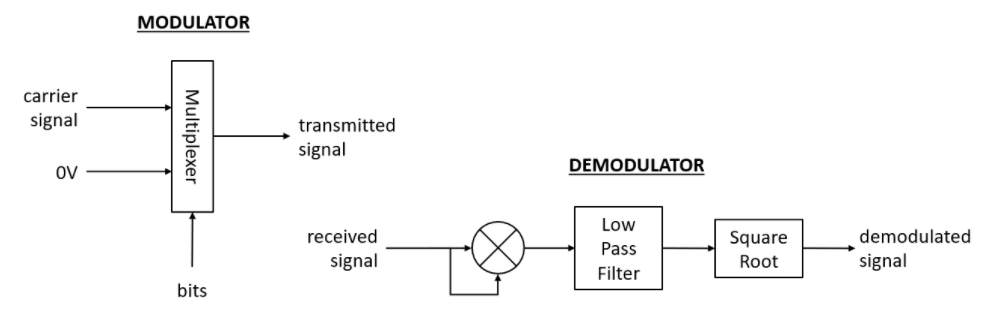 MODULATOR
carrier
signal
0V
Multiplexer
bits
transmitted
signal
DEMODULATOR
received
signal
Low
Pass
Filter
Square
Root
demodulated
signal